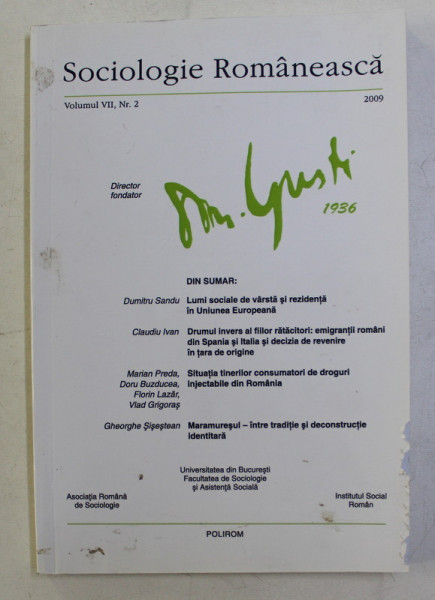 Sociologie Românească
Volumul VII, Nr. 2 2009
Director
fondator
Dim. Gusti
1936
DIN SUMAR:
Dumitru Sandu Lumi sociale de vârstă și rezidență
în Uniunea Europeană
Claudiu Ivan Drumul invers al fiilor rătăcitori: emigranții români
din Spania și Italia și decizia de revenire
în țara de origine
Marian Preda, Situația tinerilor consumatori de droguri
Doru Buzducea, injectabile din România
Florin Lazăr,
Vlad Grigoraș
Gheorghe Șișeștean Maramureșul – între tradiție și deconstrucție
identitară
Universitatea din București
Facultatea de Sociologie
și Asistență Socială
Asociația Română Institutul Social
de Sociologie Român
POLIROM